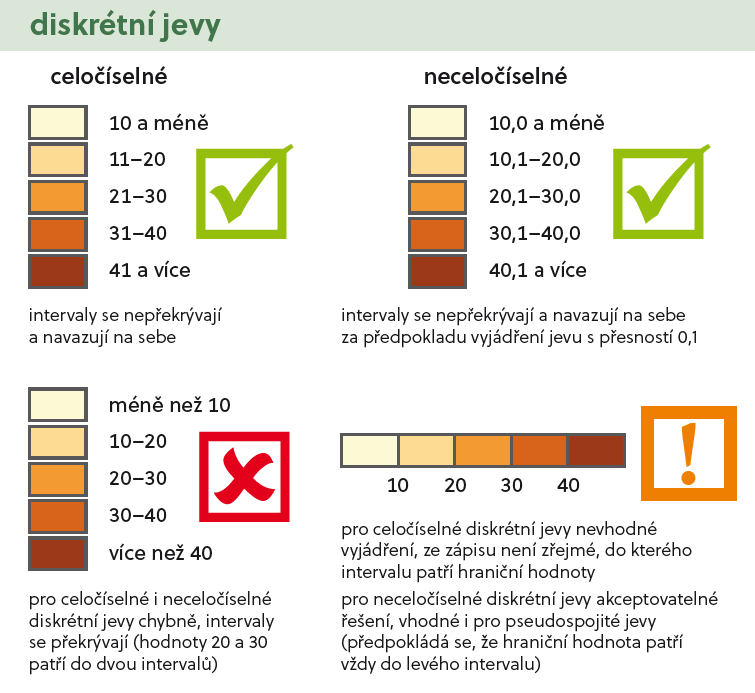 diskrétní jevy
celočíselné
10 a méně
11–20
21–30
31–40
41 a více
intervaly se nepřekrývají
a navazují na sebe
neceločíselné
10,0 a méně
10,1–20,0
20,1–30,0
30,1–40,0
40,1 a více
intervaly se nepřekrývají a navazují na sebe
za předpokladu vyjádření jevu s přesností 0,1
méně než 10
10–20
20–30
30–40
více než 40
pro celočíselné i neceločíselné
diskrétní jevy chybně, intervaly
se překrývají (hodnoty 20 a 30
patří do dvou intervalů)
10 20 30 40
!
pro celočíselné diskrétní jevy nevhodné
vyjádření, ze zápisu není zřejmé, do kterého
intervalu patří hraniční hodnoty
pro neceločíselné diskrétní jevy akceptovatelné
řešení, vhodné i pro pseudospojité jevy
(předpokládá se, že hraniční hodnota patří
vždy do levého intervalu)